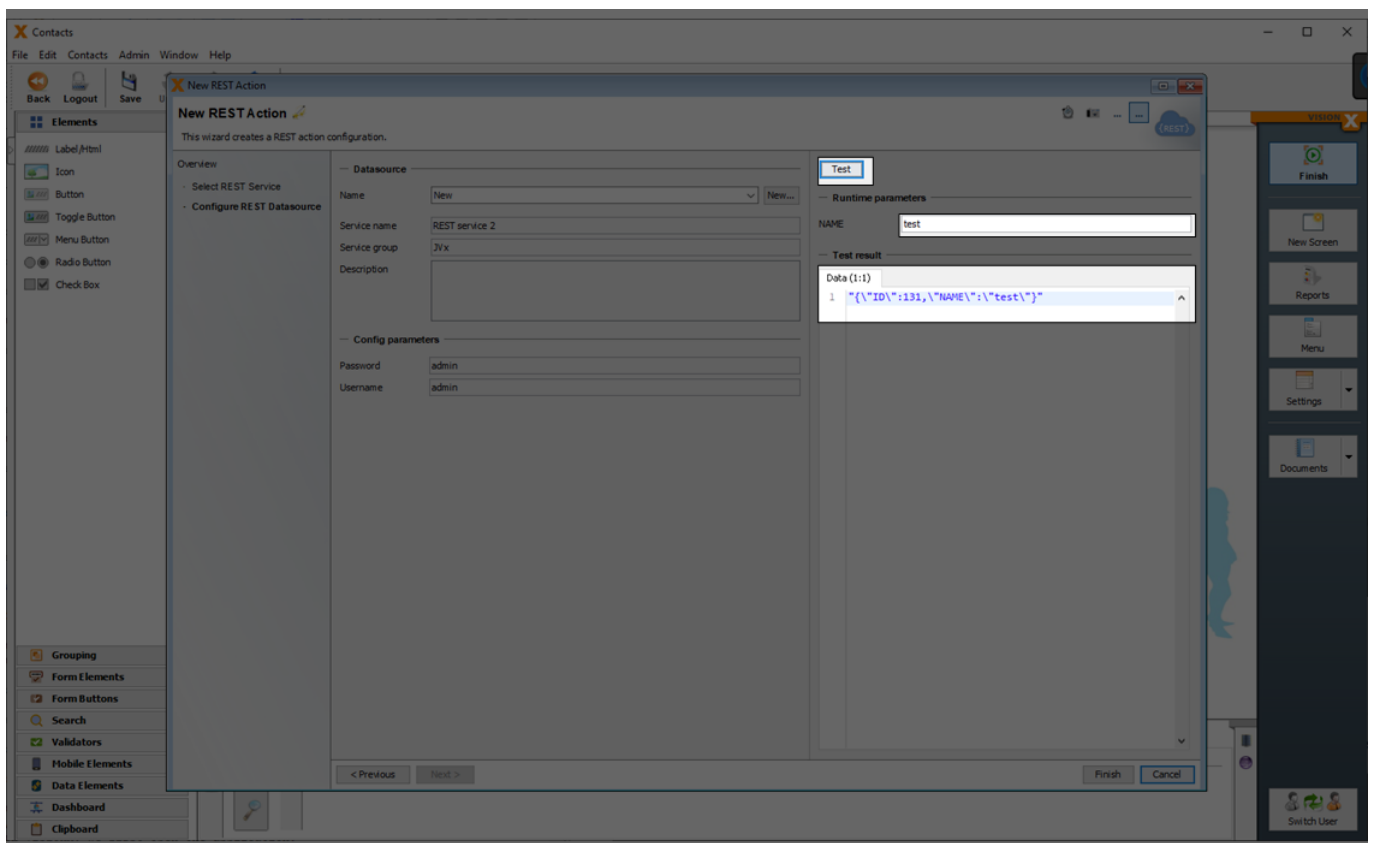 Contacts
File Edit Contacts Admin Window Help
Back Logout Save
Elements
Label/Html
Icon
Button
Toggle Button
Menu Button
Radio Button
Check Box
Grouping
Form Elements
Form Buttons
Search
Validators
Mobile Elements
Data Elements
Dashboard
Clipboard
New REST Action
New REST Action
This wizard creates a REST action configuration.
{REST}
Overview
- Select REST Service
- Configure REST Datasource
Datasource
Name New New...
Service name REST service 2
Service group JVx
Description
Config parameters
Password admin
Username admin
Test
Runtime parameters
NAME test
Test result
Data (1:1)
1 "{\"ID\":131,\"NAME\":\"test\"}"
< Previous Next > Finish Cancel
VISION X
Finish
New Screen
Reports
Menu
Settings
Documents
Switch User